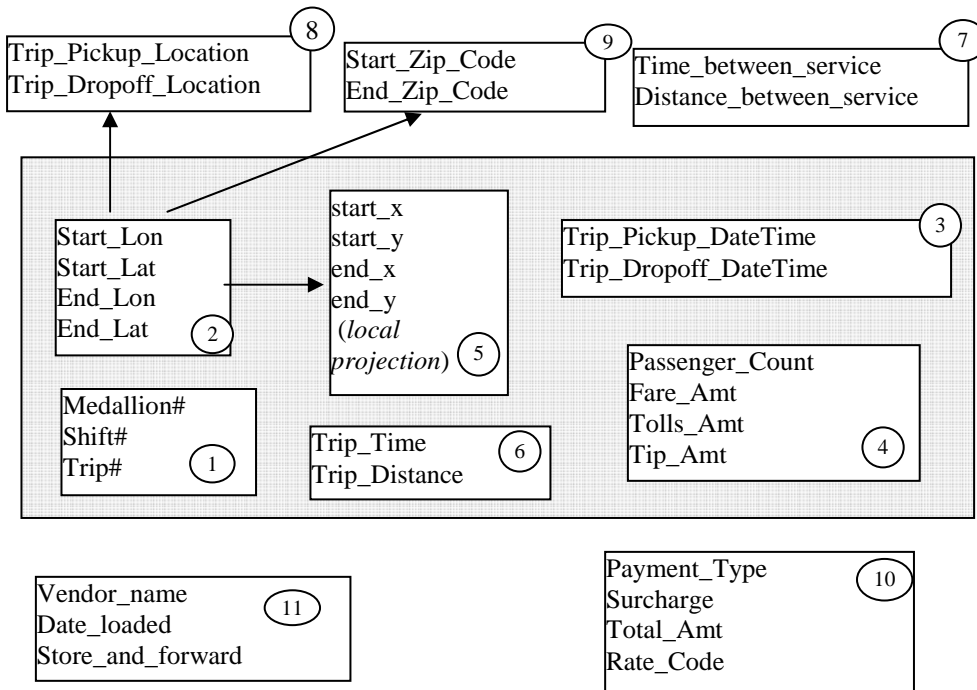 8
Trip_Pickup_Location
Trip_Dropoff_Location
9
Start_Zip_Code
End_Zip_Code
7
Time_between_service
Distance_between_service
Start_Lon
Start_Lat
End_Lon
End_Lat
2
start_x
start_y
end_x
end_y
(local
projection)
5
3
Trip_Pickup_DateTime
Trip_Dropoff_DateTime
Medallion#
Shift#
Trip#
1
Trip_Time
Trip_Distance
6
Passenger_Count
Fare_Amt
Tolls_Amt
Tip_Amt
4
Vendor_name
Date_loaded
Store_and_forward
11
Payment_Type
Surcharge
Total_Amt
Rate_Code
10